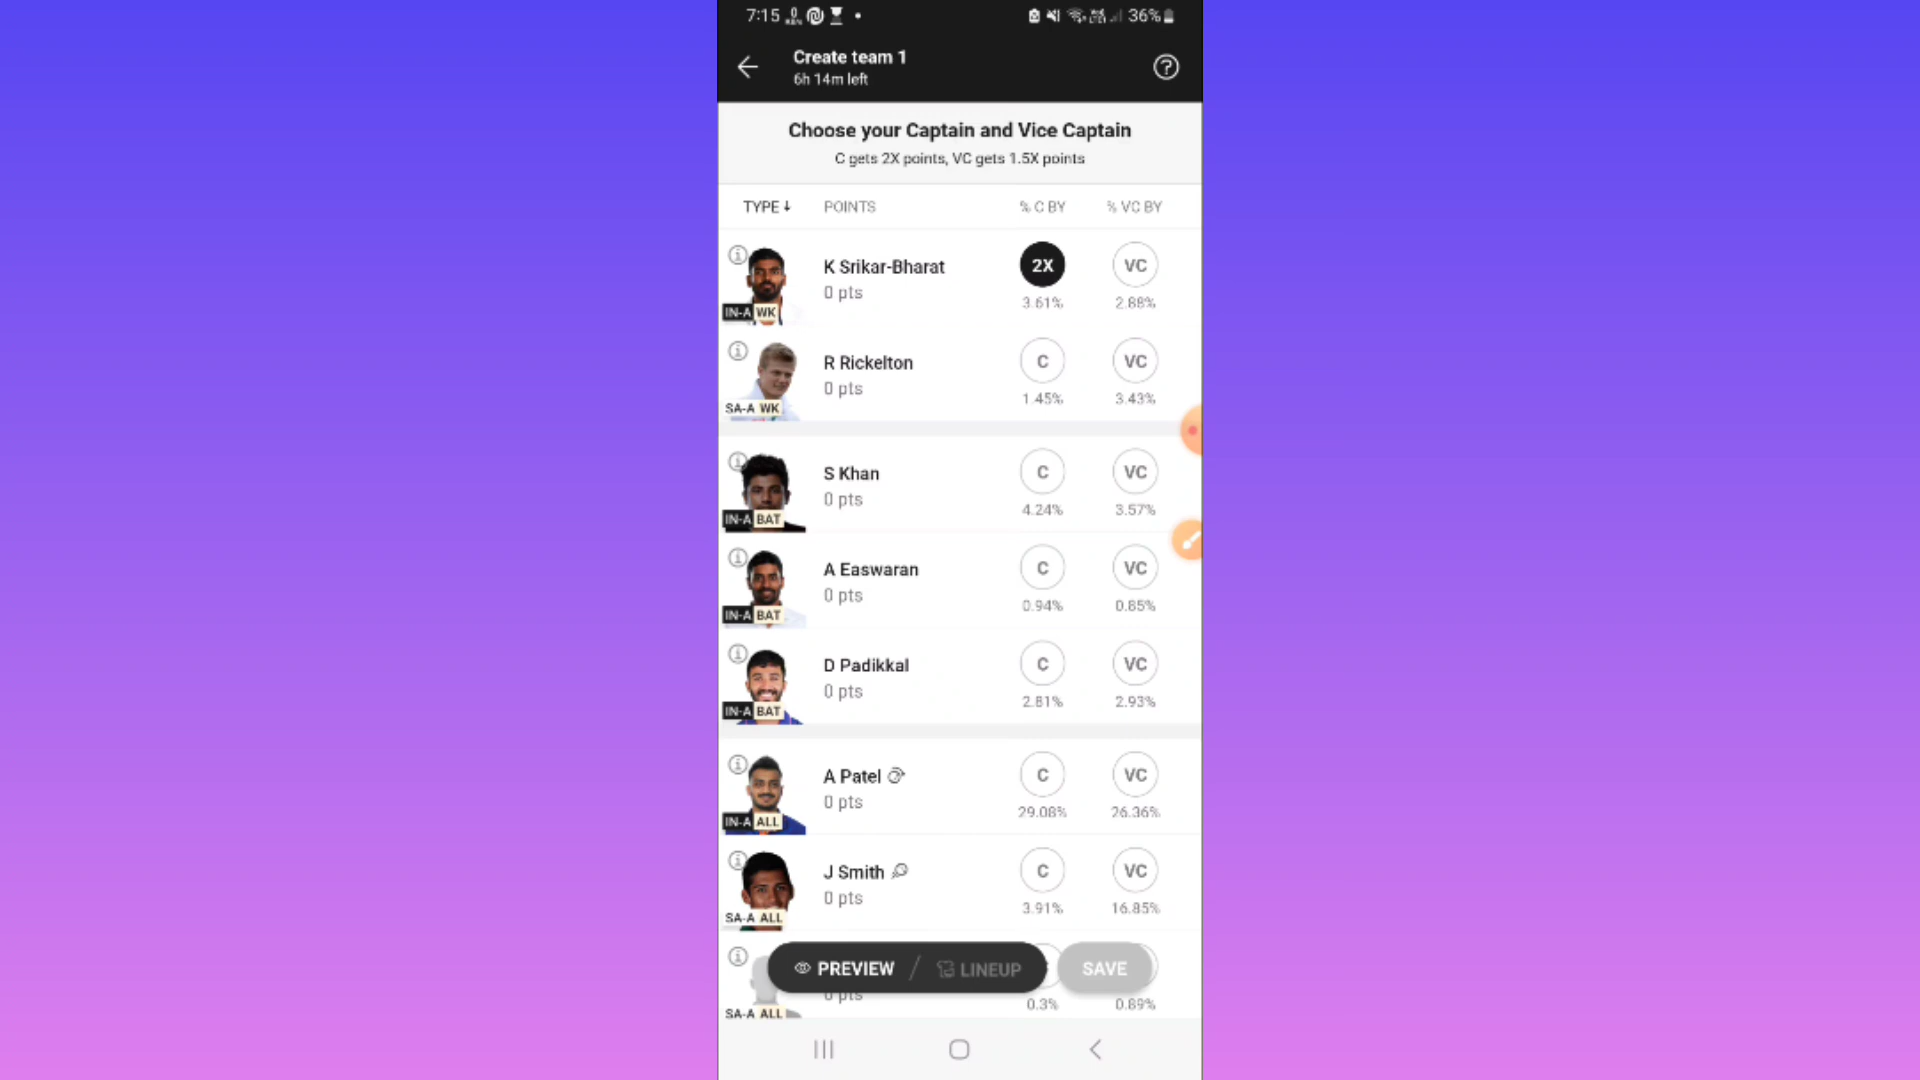 7:15 36%
Create team 1
6h 14m left
Choose your Captain and Vice Captain
C gets 2X points, VC gets 1.5X points
TYPE↓ POINTS % C BY % VC BY
K Srikar-Bharat 2X VC
0 pts 3.61% 2.88%
IN-A WK
R Rickelton C VC
0 pts 1.45% 3.43%
SA-A WK
S Khan C VC
0 pts 4.24% 3.57%
IN-A BAT
A Easwaran C VC
0 pts 0.94% 0.85%
IN-A BAT
D Padikkal C VC
0 pts 2.81% 2.93%
IN-A BAT
A Patel C VC
0 pts 29.08% 26.36%
IN-A ALL
J Smith C VC
0 pts 3.91% 16.85%
SA-A ALL
PREVIEW / LINEUP SAVE
0 pts 0.3% 0.89%
SA-A ALL